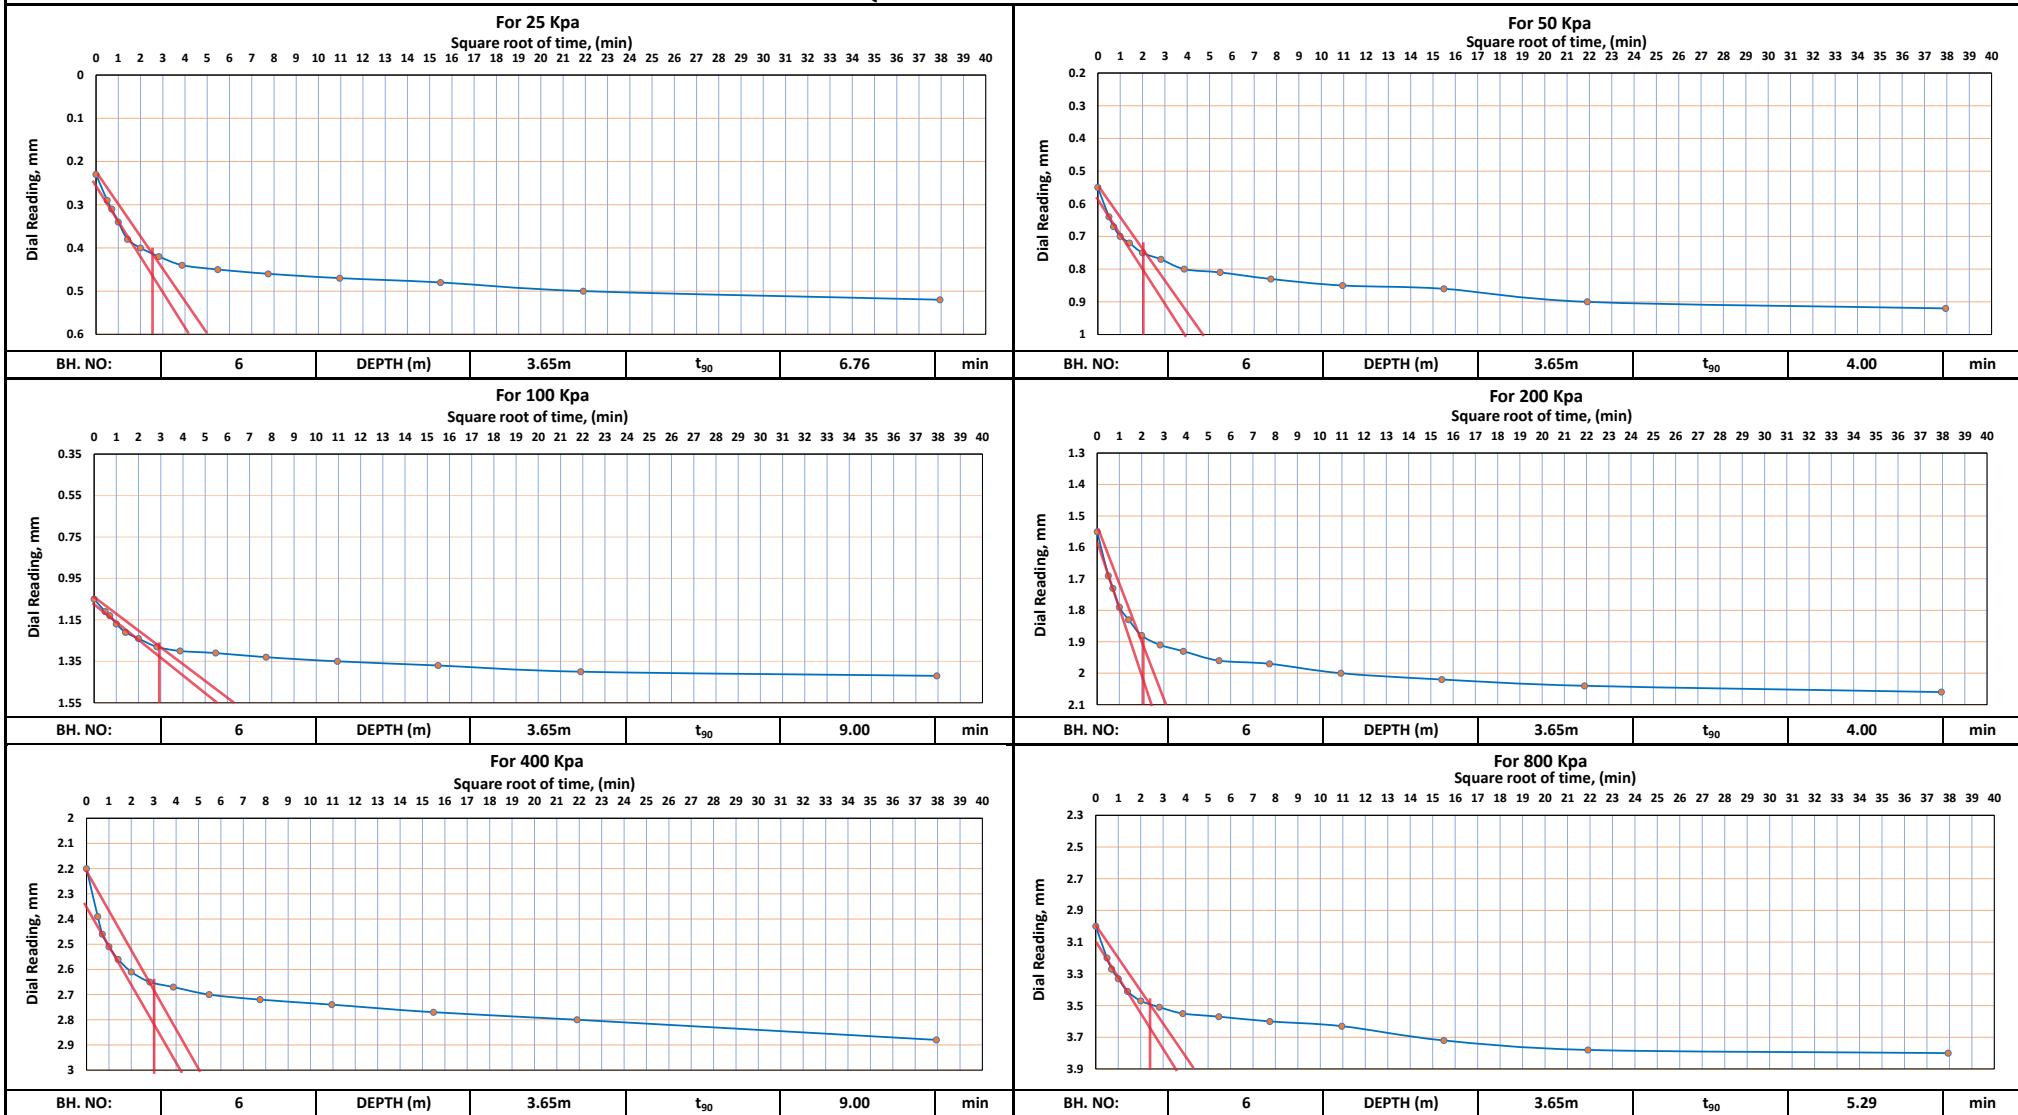 For 25 Kpa
Square root of time, (min)
0 1 2 3 4 5 6 7 8 9 10 11 12 13 14 15 16 17 18 19 20 21 22 23 24 25 26 27 28 29 30 31 32 33 34 35 36 37 38 39 40
0
0.1
0.2
0.3
0.4
0.5
0.6
Dial Reading, mm
BH. NO: 6 DEPTH (m) 3.65m t90 6.76 min
For 50 Kpa
Square root of time, (min)
0 1 2 3 4 5 6 7 8 9 10 11 12 13 14 15 16 17 18 19 20 21 22 23 24 25 26 27 28 29 30 31 32 33 34 35 36 37 38 39 40
0.2
0.3
0.4
0.5
0.6
0.7
0.8
0.9
1
Dial Reading, mm
BH. NO: 6 DEPTH (m) 3.65m t90 4.00 min
For 100 Kpa
Square root of time, (min)
0 1 2 3 4 5 6 7 8 9 10 11 12 13 14 15 16 17 18 19 20 21 22 23 24 25 26 27 28 29 30 31 32 33 34 35 36 37 38 39 40
0.35
0.55
0.75
0.95
1.15
1.35
1.55
Dial Reading, mm
BH. NO: 6 DEPTH (m) 3.65m t90 9.00 min
For 200 Kpa
Square root of time, (min)
0 1 2 3 4 5 6 7 8 9 10 11 12 13 14 15 16 17 18 19 20 21 22 23 24 25 26 27 28 29 30 31 32 33 34 35 36 37 38 39 40
1.3
1.4
1.5
1.6
1.7
1.8
1.9
2
2.1
Dial Reading, mm
BH. NO: 6 DEPTH (m) 3.65m t90 4.00 min
For 400 Kpa
Square root of time, (min)
0 1 2 3 4 5 6 7 8 9 10 11 12 13 14 15 16 17 18 19 20 21 22 23 24 25 26 27 28 29 30 31 32 33 34 35 36 37 38 39 40
2
2.1
2.2
2.3
2.4
2.5
2.6
2.7
2.8
2.9
3
Dial Reading, mm
BH. NO: 6 DEPTH (m) 3.65m t90 9.00 min
For 800 Kpa
Square root of time, (min)
0 1 2 3 4 5 6 7 8 9 10 11 12 13 14 15 16 17 18 19 20 21 22 23 24 25 26 27 28 29 30 31 32 33 34 35 36 37 38 39 40
2.3
2.5
2.7
2.9
3.1
3.3
3.5
3.7
3.9
Dial Reading, mm
BH. NO: 6 DEPTH (m) 3.65m t90 5.29 min